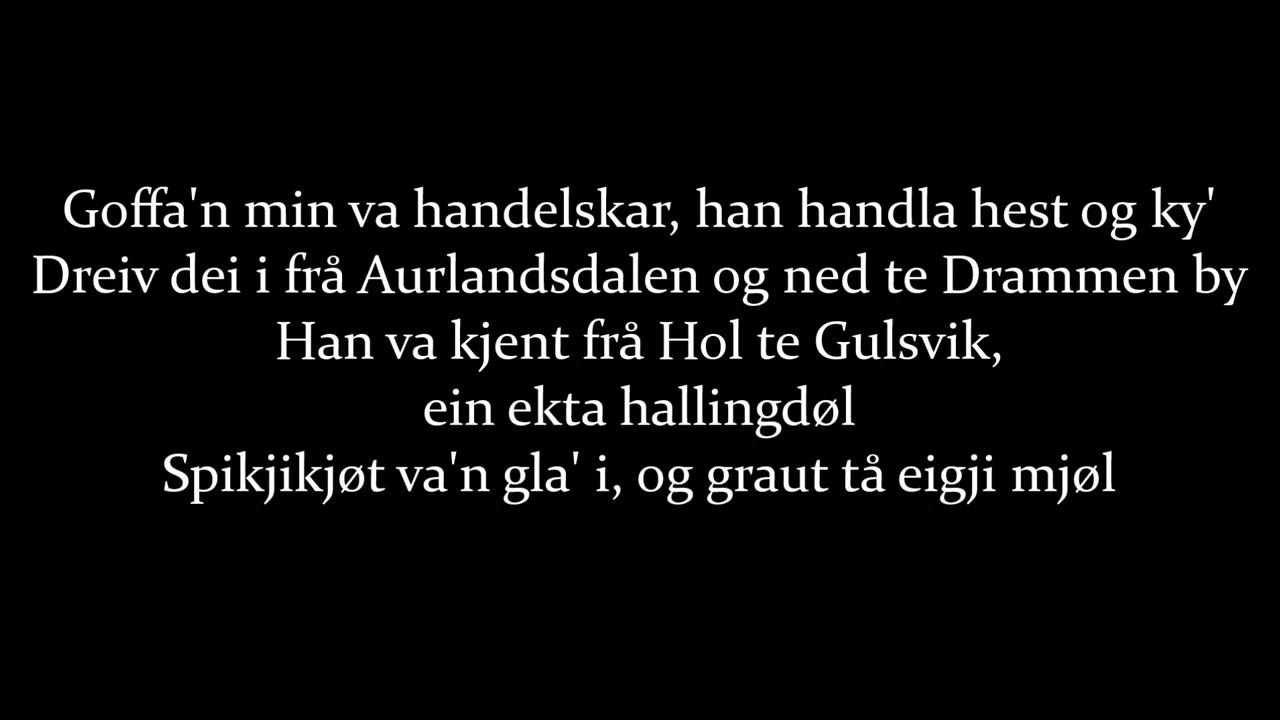 Goffa'n min va handelskar, han handla hest og ky'
Dreiv dei i frå Aurlandsdalen og ned te Drammen by
Han va kjent frå Hol te Gulsvik,
ein ekta hallingdøl
Spikjikjøt va'n gla' i, og graut tå eigji mjøl